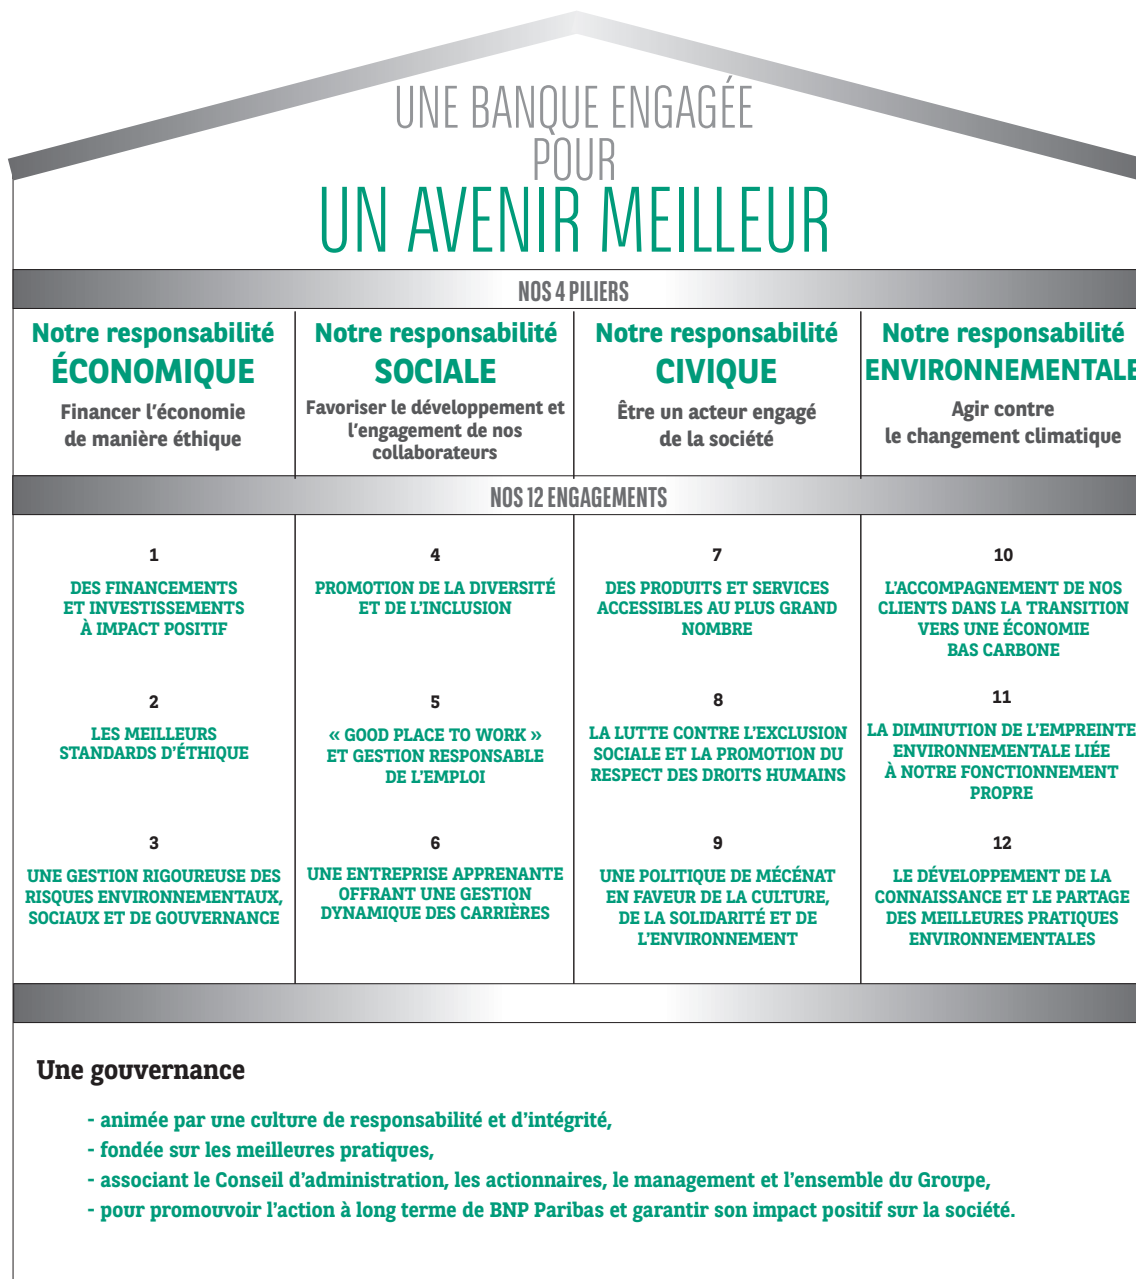 UNE BANQUE ENGAGÉE
POUR
UN AVENIR MEILLEUR
NOS 4 PILIERS
Notre responsabilité
ÉCONOMIQUE
Financer l'économie
de manière éthique
Notre responsabilité
SOCIALE
Favoriser le développement et
l'engagement de nos
collaborateurs
Notre responsabilité
CIVIQUE
Être un acteur engagé
de la société
Notre responsabilité
ENVIRONNEMENTALE
Agir contre
le changement climatique
NOS 12 ENGAGEMENTS
1
DES FINANCEMENTS
ET INVESTISSEMENTS
À IMPACT POSITIF
2
LES MEILLEURS
STANDARDS D'ÉTHIQUE
3
UNE GESTION RIGOUREUSE DES
RISQUES ENVIRONNEMENTAUX,
SOCIAUX ET DE GOUVERNANCE
4
PROMOTION DE LA DIVERSITÉ
ET DE L'INCLUSION
5
« GOOD PLACE TO WORK »
ET GESTION RESPONSABLE
DE L'EMPLOI
6
UNE ENTREPRISE APPRENANTE
OFFRANT UNE GESTION
DYNAMIQUE DES CARRIÈRES
7
DES PRODUITS ET SERVICES
ACCESSIBLES AU PLUS GRAND
NOMBRE
8
LA LUTTE CONTRE L'EXCLUSION
SOCIALE ET LA PROMOTION DU
RESPECT DES DROITS HUMAINS
9
UNE POLITIQUE DE MÉCÉNAT
EN FAVEUR DE LA CULTURE,
DE LA SOLIDARITÉ ET DE
L'ENVIRONNEMENT
10
L'ACCOMPAGNEMENT DE NOS
CLIENTS DANS LA TRANSITION
VERS UNE ÉCONOMIE
BAS CARBONE
11
LA DIMINUTION DE L'EMPREINTE
ENVIRONNEMENTALE LIÉE
À NOTRE FONCTIONNEMENT
PROPRE
12
LE DÉVELOPPEMENT DE LA
CONNAISSANCE ET LE PARTAGE
DES MEILLEURES PRATIQUES
ENVIRONNEMENTALES
Une gouvernance
- animée par une culture de responsabilité et d'intégrité,
- fondée sur les meilleures pratiques,
- associant le Conseil d'administration, les actionnaires, le management et l'ensemble du Groupe,
- pour promouvoir l'action à long terme de BNP Paribas et garantir son impact positif sur la société.